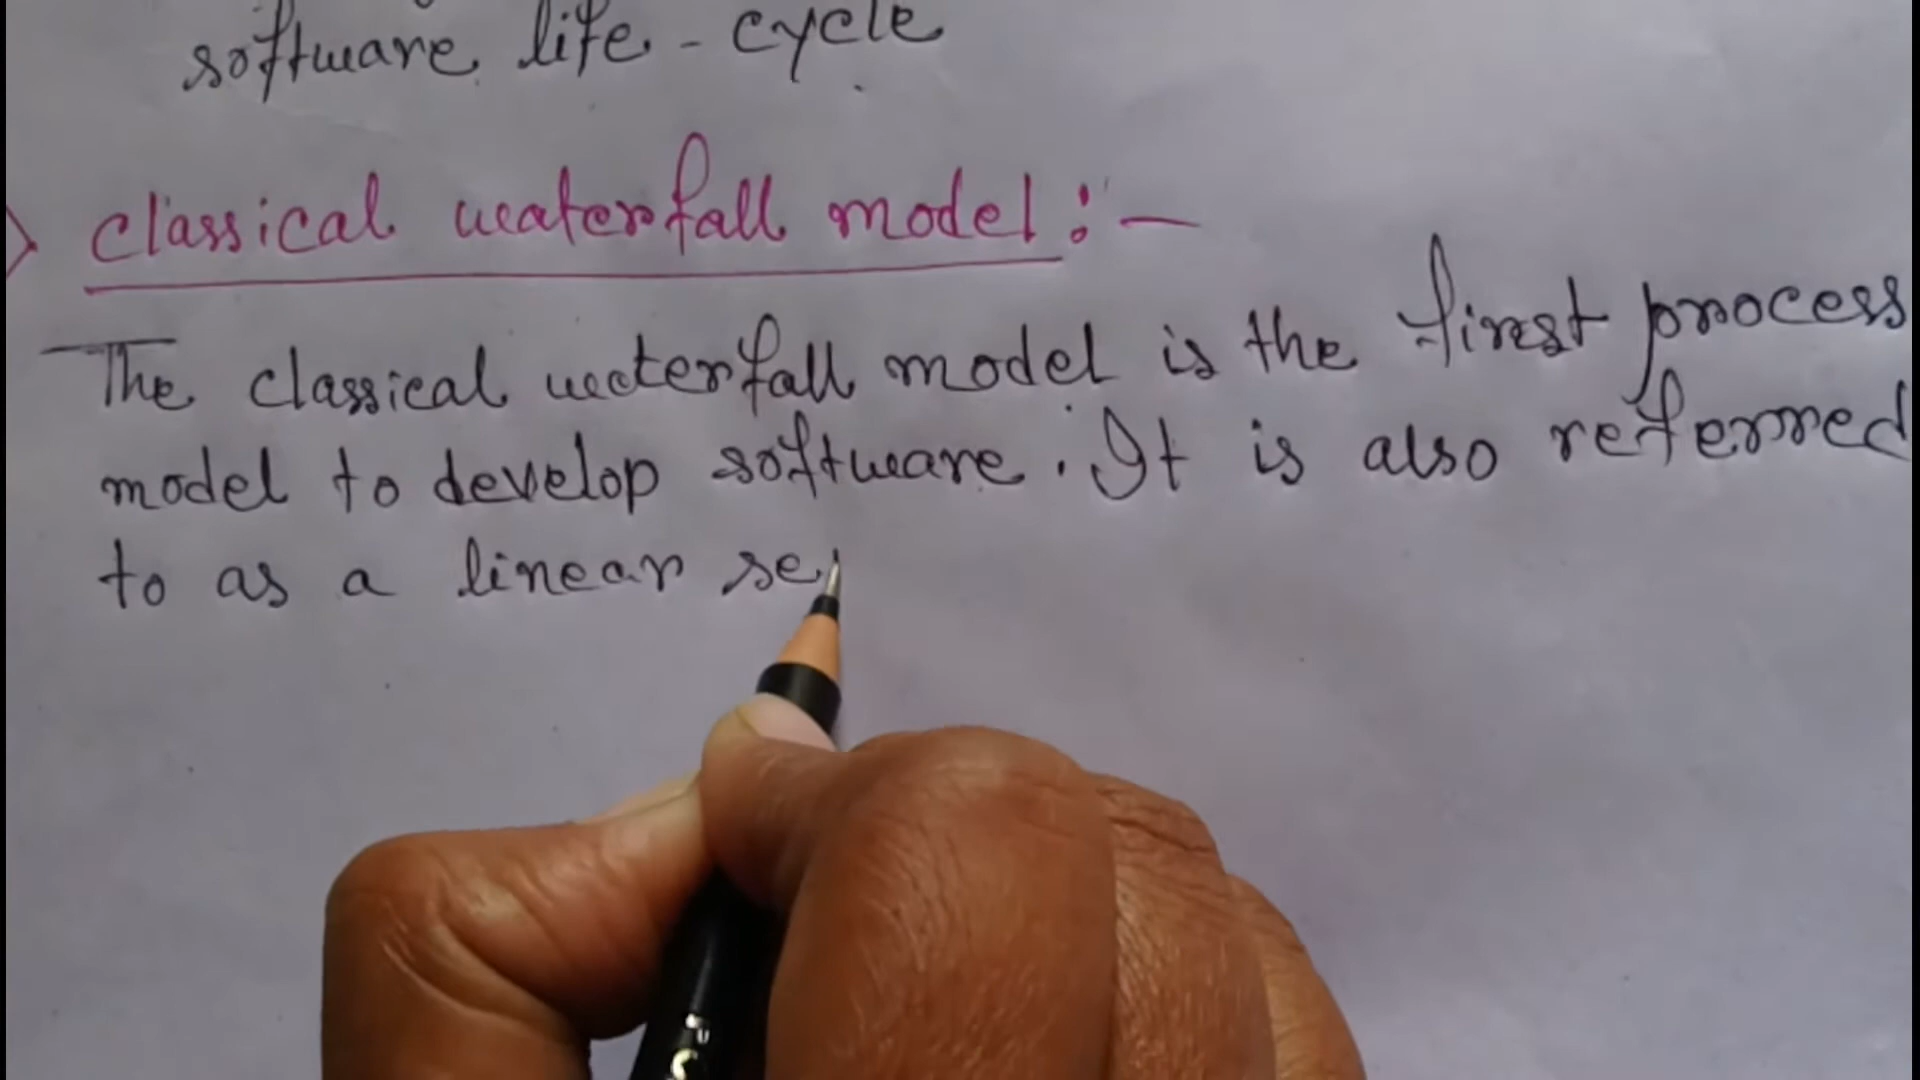 software life-cycle
classical waterfall model :-
The classical waterfall model is the first process
model to develop software. It is also referred
to as a linear se